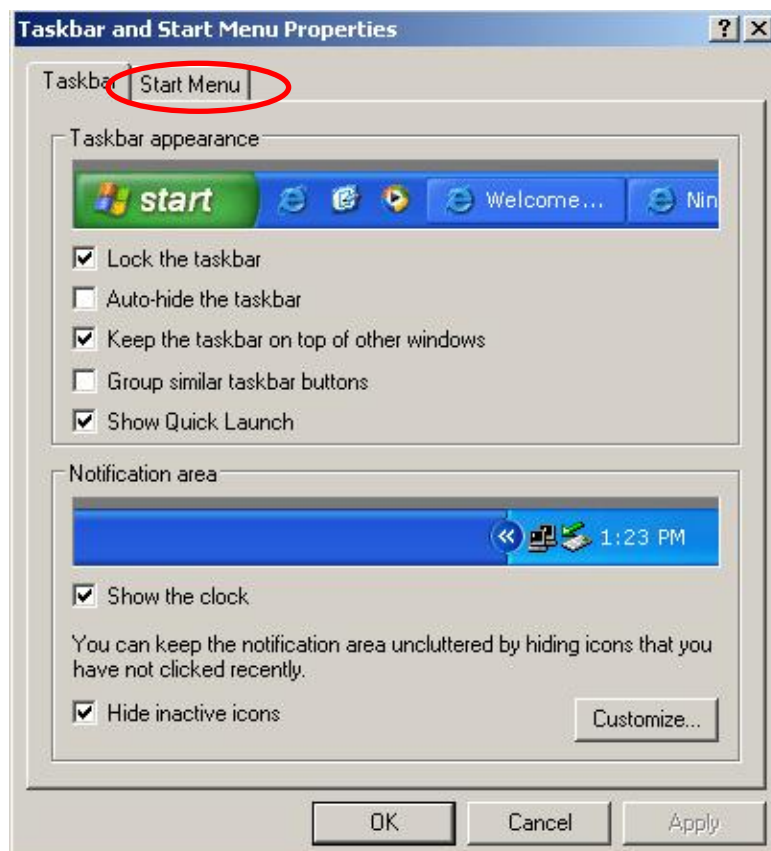 Taskbar and Start Menu Properties
Taskbar Start Menu
Taskbar appearance
start Welcome... Nin
Lock the taskbar
Auto-hide the taskbar
Keep the taskbar on top of other windows
Group similar taskbar buttons
Show Quick Launch
Notification area
1:23 PM
Show the clock
You can keep the notification area uncluttered by hiding icons that you
have not clicked recently.
Hide inactive icons
Customize...
OK Cancel Apply